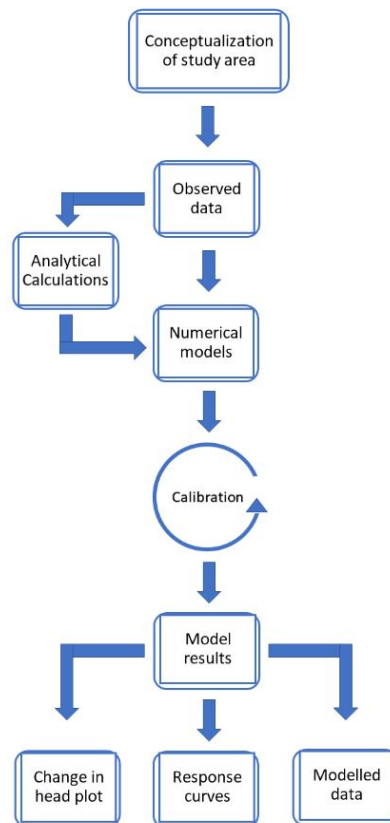 Conceptualization
of study area
Observed
data
Analytical
Calculations
Numerical
models
Calibration
Model
results
Change in
head plot
Response
curves
Modelled
data